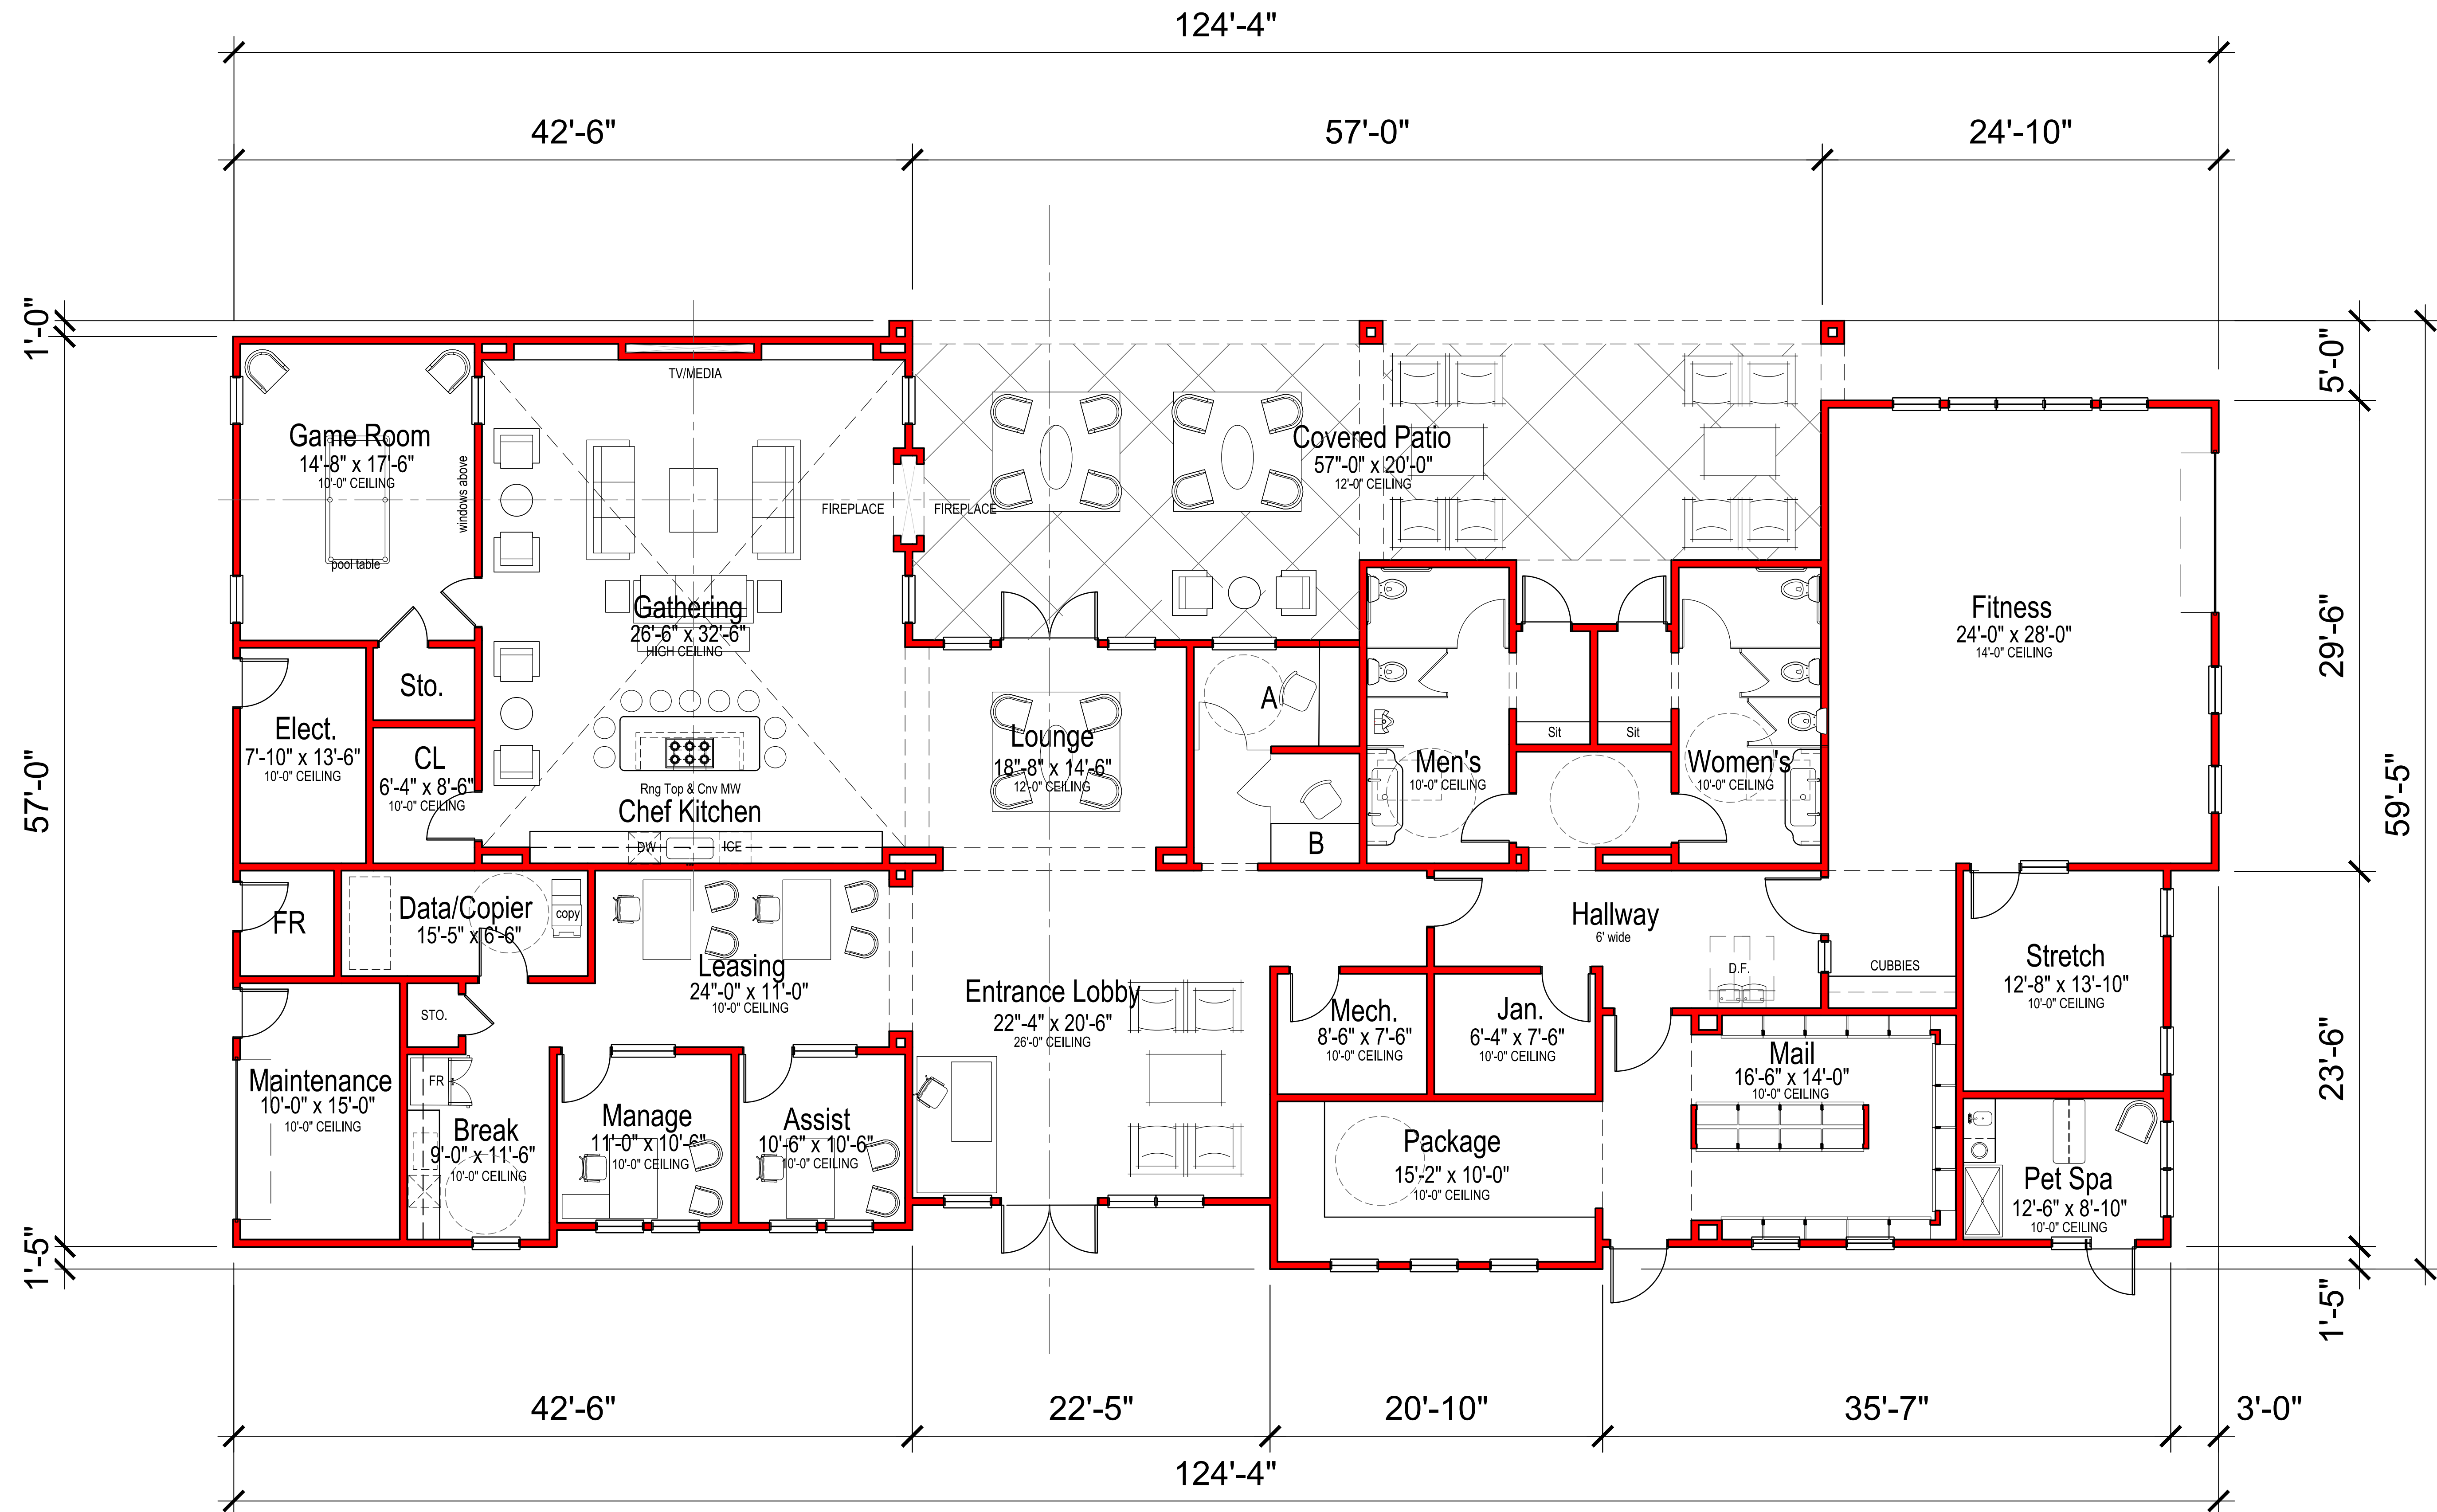 124'-4"
42'-6"
57'-0"
24'-10"
1'-0"
57'-0"
1'-5"
5'-0"
29'-6"
59'-5"
23'-6"
1'-5"
TV/MEDIA
Game Room
14'-8" x 17'-6"
10'-0" CEILING
windows above
pool table
FIREPLACE
FIREPLACE
Covered Patio
57"-0" x 20'-0"
12'-0" CEILING
Gathering
26'-6" x 32'-6"
HIGH CEILING
Fitness
24'-0" x 28'-0"
14'-0" CEILING
Sto.
Elect.
7'-10" x 13'-6"
10'-0" CEILING
CL
6'-4" x 8'-6"
10'-0" CEILING
Rng Top & Cnv MW
Chef Kitchen
DW
ICE
Lounge
18"-8" x 14'-6"
12'-0" CEILING
A
B
Sit
Sit
Men's
10'-0" CEILING
Women's
10'-0" CEILING
FR
Data/Copier
15'-5" x 6'-6"
copy
Leasing
24"-0" x 11'-0"
10'-0" CEILING
Hallway
6' wide
D.F.
CUBBIES
Stretch
12'-8" x 13'-10"
10'-0" CEILING
Entrance Lobby
22"-4" x 20'-6"
26'-0" CEILING
STO.
Mech.
8'-6" x 7'-6"
10'-0" CEILING
Jan.
6'-4" x 7'-6"
10'-0" CEILING
Mail
16'-6" x 14'-0"
10'-0" CEILING
Maintenance
10'-0" x 15'-0"
10'-0" CEILING
FR
Break
9'-0" x 11'-6"
10'-0" CEILING
Manage
11'-0" x 10'-6"
10'-0" CEILING
Assist
10'-6" x 10'-6"
10'-0" CEILING
Package
15'-2" x 10'-0"
10'-0" CEILING
Pet Spa
12'-6" x 8'-10"
10'-0" CEILING
42'-6"
22'-5"
20'-10"
35'-7"
3'-0"
124'-4"